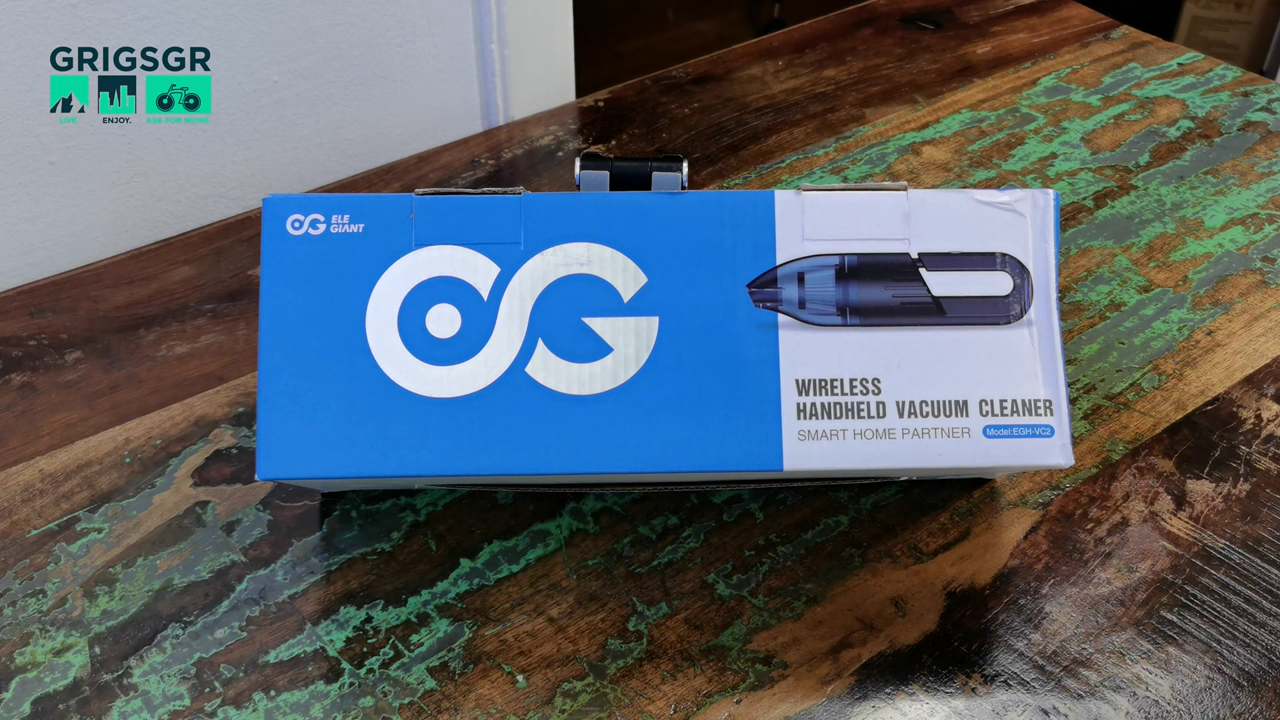 GRIGSGR
LIVE. ENJOY. ASK FOR MORE.
ELE
GIANT
WIRELESS
HANDHELD VACUUM CLEANER
SMART HOME PARTNER Model:EGH-VC2